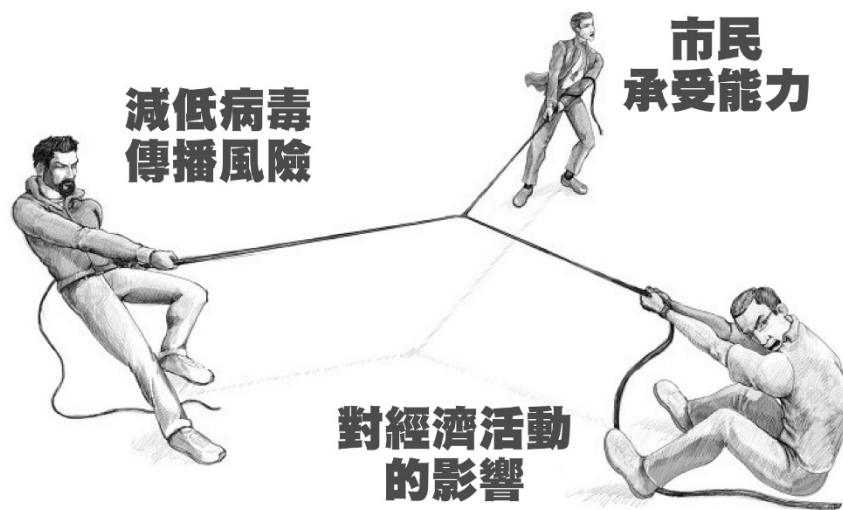 市民
承受能力
減低病毒
傳播風險
對經濟活動
的影響